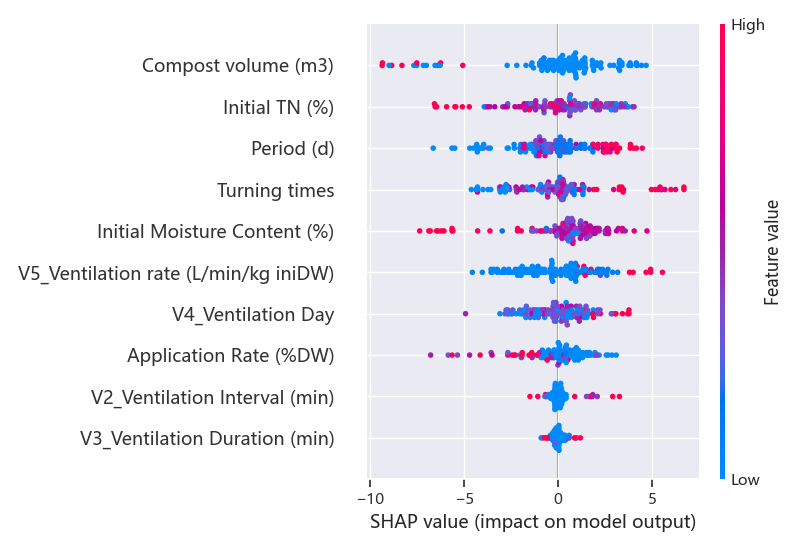 High
Compost volume (m3)
Initial TN (%)
Period (d)
Turning times
Initial Moisture Content (%)
V5_Ventilation rate (L/min/kg iniDW)
V4_Ventilation Day
Application Rate (%DW)
V2_Ventilation Interval (min)
V3_Ventilation Duration (min)
Feature value
Low
−10 −5 0 5
SHAP value (impact on model output)